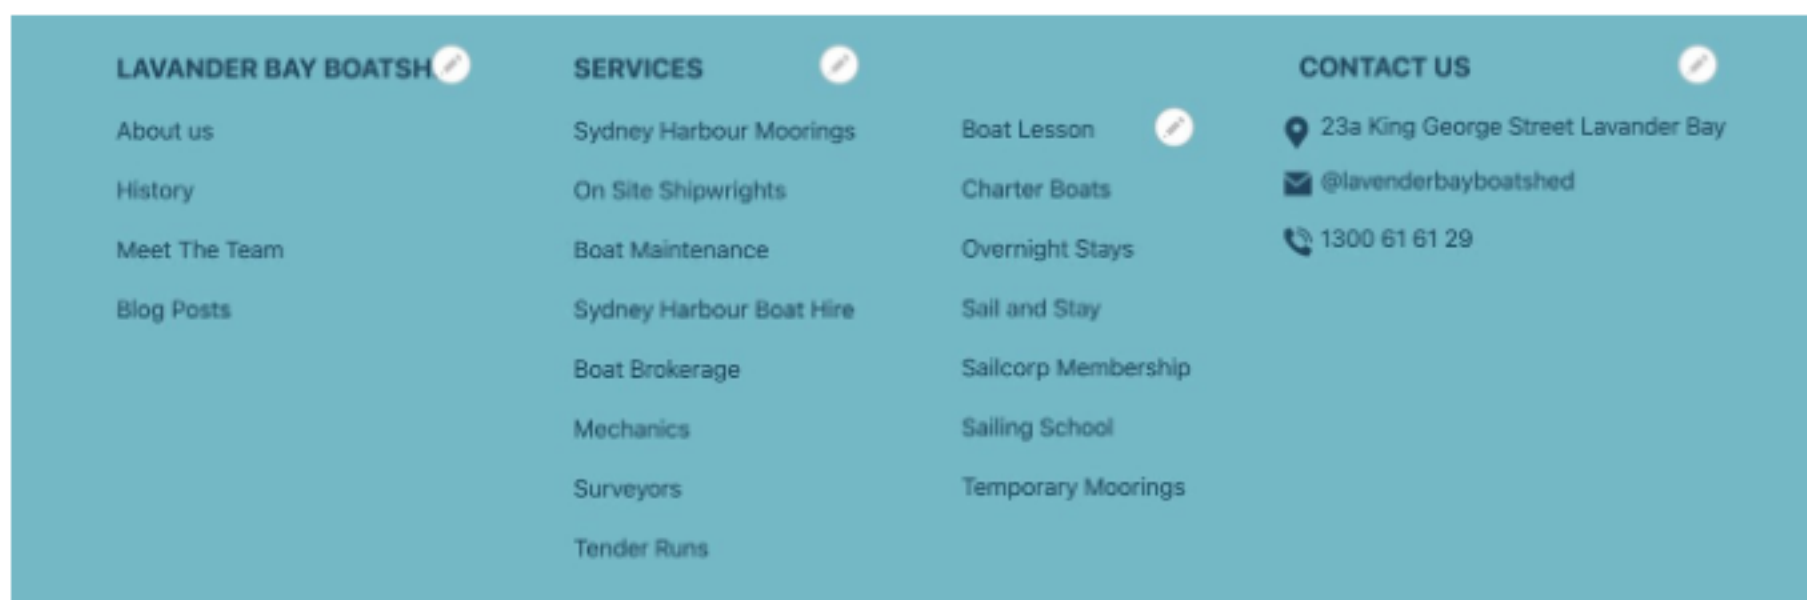 LAVANDER BAY BOATSH
About us
History
Meet The Team
Blog Posts
SERVICES
Sydney Harbour Moorings
On Site Shipwrights
Boat Maintenance
Sydney Harbour Boat Hire
Boat Brokerage
Mechanics
Surveyors
Tender Runs
Boat Lesson
Charter Boats
Overnight Stays
Sail and Stay
Sailcorp Membership
Sailing School
Temporary Moorings
CONTACT US
23a King George Street Lavander Bay
@lavenderbayboatshed
1300 61 61 29